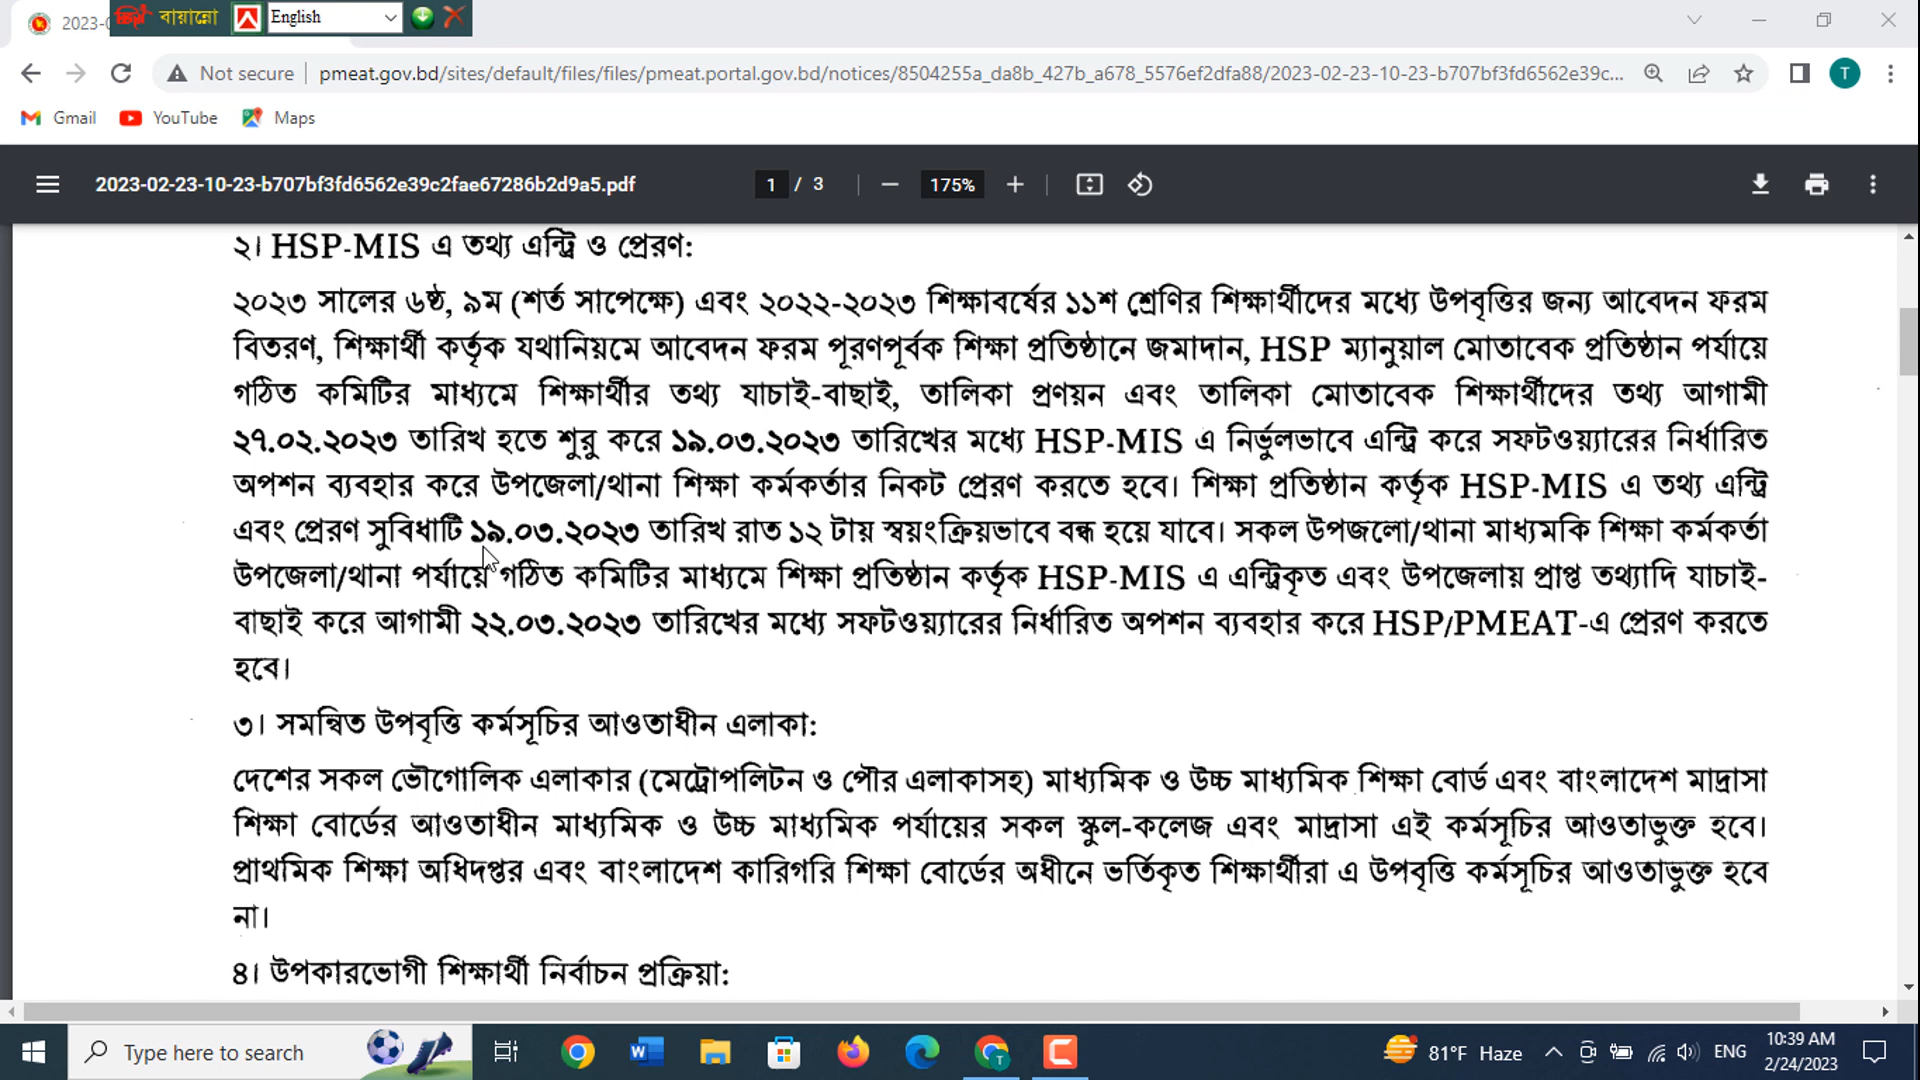 2023-0
বায়ান্নো
English
Not secure
pmeat.gov.bd/sites/default/files/files/pmeat.portal.gov.bd/notices/8504255a_da8b_427b_a678_5576ef2dfa88/2023-02-23-10-23-b707bf3fd6562e39c...
T
Gmail
YouTube
Maps
2023-02-23-10-23-b707bf3fd6562e39c2fae67286b2d9a5.pdf
1 / 3
175%
২। HSP-MIS এ তথ্য এন্ট্রি ও প্রেরণ:
২০২৩ সালের ৬ষ্ঠ, ৯ম (শর্ত সাপেক্ষে) এবং ২০২২-২০২৩ শিক্ষাবর্ষের ১১শ শ্রেণির শিক্ষার্থীদের মধ্যে উপবৃত্তির জন্য আবেদন ফরম
বিতরণ, শিক্ষার্থী কর্তৃক যথানিয়মে আবেদন ফরম পূরণপূর্বক শিক্ষা প্রতিষ্ঠানে জমাদান, HSP ম্যানুয়াল মোতাবেক প্রতিষ্ঠান পর্যায়ে
গঠিত কমিটির মাধ্যমে শিক্ষার্থীর তথ্য যাচাই-বাছাই, তালিকা প্রণয়ন এবং তালিকা মোতাবেক শিক্ষার্থীদের তথ্য আগামী
২৭.০২.২০২৩ তারিখ হতে শুরু করে ১৯.০৩.২০২৩ তারিখের মধ্যে HSP-MIS এ নির্ভুলভাবে এন্ট্রি করে সফটওয়্যারের নির্ধারিত
অপশন ব্যবহার করে উপজেলা/থানা শিক্ষা কর্মকর্তার নিকট প্রেরণ করতে হবে। শিক্ষা প্রতিষ্ঠান কর্তৃক HSP-MIS এ তথ্য এন্ট্রি
এবং প্রেরণ সুবিধাটি ১৯.০৩.২০২৩ তারিখ রাত ১২ টায় স্বয়ংক্রিয়ভাবে বন্ধ হয়ে যাবে। সকল উপজলো/থানা মাধ্যমকি শিক্ষা কর্মকর্তা
উপজেলা/থানা পর্যায়ে গঠিত কমিটির মাধ্যমে শিক্ষা প্রতিষ্ঠান কর্তৃক HSP-MIS এ এন্ট্রিকৃত এবং উপজেলায় প্রাপ্ত তথ্যাদি যাচাই-
বাছাই করে আগামী ২২.০৩.২০২৩ তারিখের মধ্যে সফটওয়্যারের নির্ধারিত অপশন ব্যবহার করে HSP/PMEAT-এ প্রেরণ করতে
হবে।
৩। সমন্বিত উপবৃত্তি কর্মসূচির আওতাধীন এলাকা:
দেশের সকল ভৌগোলিক এলাকার (মেট্রোপলিটন ও পৌর এলাকাসহ) মাধ্যমিক ও উচ্চ মাধ্যমিক শিক্ষা বোর্ড এবং বাংলাদেশ মাদ্রাসা
শিক্ষা বোর্ডের আওতাধীন মাধ্যমিক ও উচ্চ মাধ্যমিক পর্যায়ের সকল স্কুল-কলেজ এবং মাদ্রাসা এই কর্মসূচির আওতাভুক্ত হবে।
প্রাথমিক শিক্ষা অধিদপ্তর এবং বাংলাদেশ কারিগরি শিক্ষা বোর্ডের অধীনে ভর্তিকৃত শিক্ষার্থীরা এ উপবৃত্তি কর্মসূচির আওতাভুক্ত হবে
না।
৪। উপকারভোগী শিক্ষার্থী নির্বাচন প্রক্রিয়া:
Type here to search
81°F Haze
ENG
10:39 AM
2/24/2023